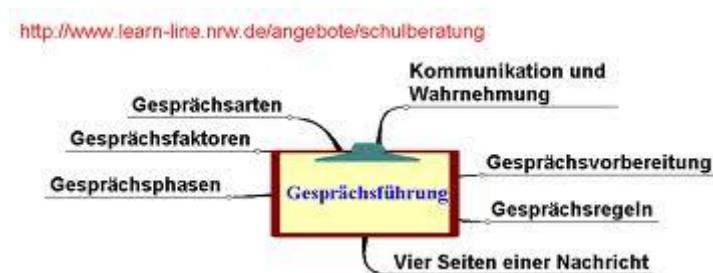 http://www.learn-line.nrw.de/angebote/schulberatung
Kommunikation und
Wahrnehmung
Gesprächsarten
Gesprächsfaktoren
Gesprächsvorbereitung
Gesprächsphasen
Gesprächsführung
Gesprächsregeln
Vier Seiten einer Nachricht